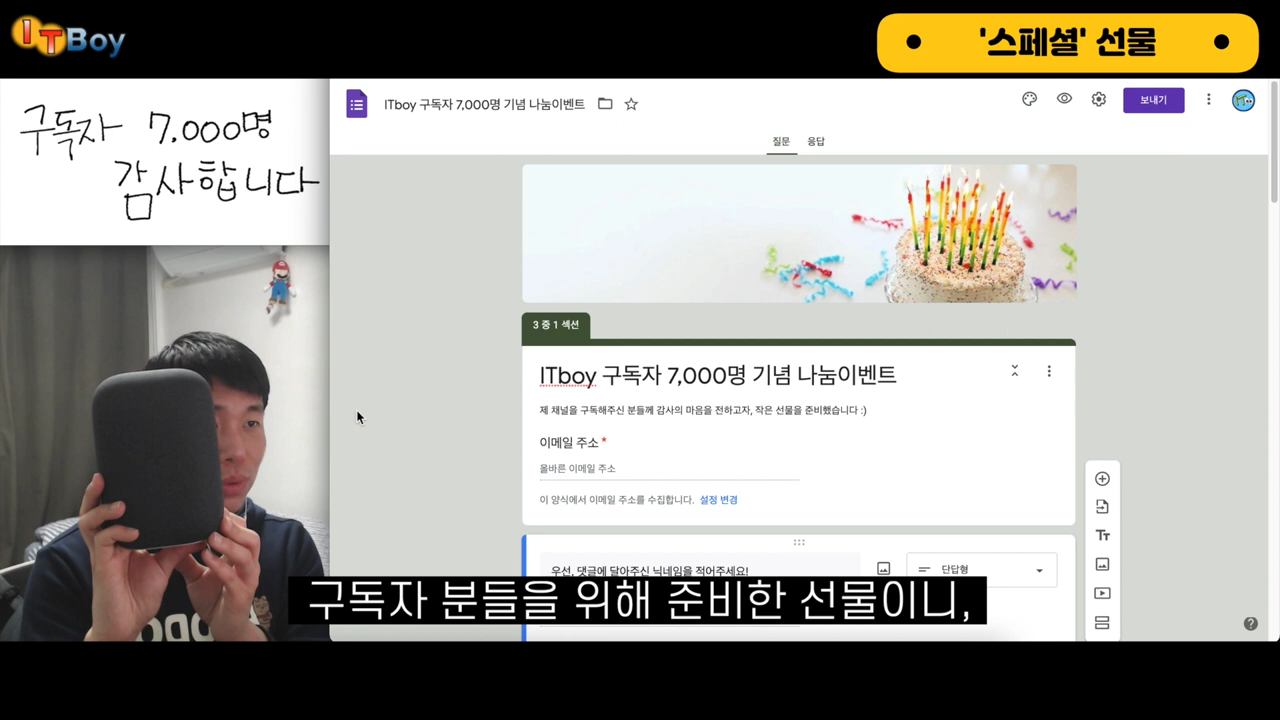 ITBoy
'스페셜' 선물
구독자 7.000명
감사합니다
ITboy 구독자 7,000명 기념 나눔이벤트
보내기
질문 응답
3 중 1 섹션
ITboy 구독자 7,000명 기념 나눔이벤트
제 채널을 구독해주신 분들께 감사의 마음을 전하고자, 작은 선물을 준비했습니다 :)
이메일 주소 *
올바른 이메일 주소
이 양식에서 이메일 주소를 수집합니다. 설정 변경
우선, 댓글에 달아주신 닉네임을 적어주세요!
단답형
Tт
구독자 분들을 위해 준비한 선물이니,